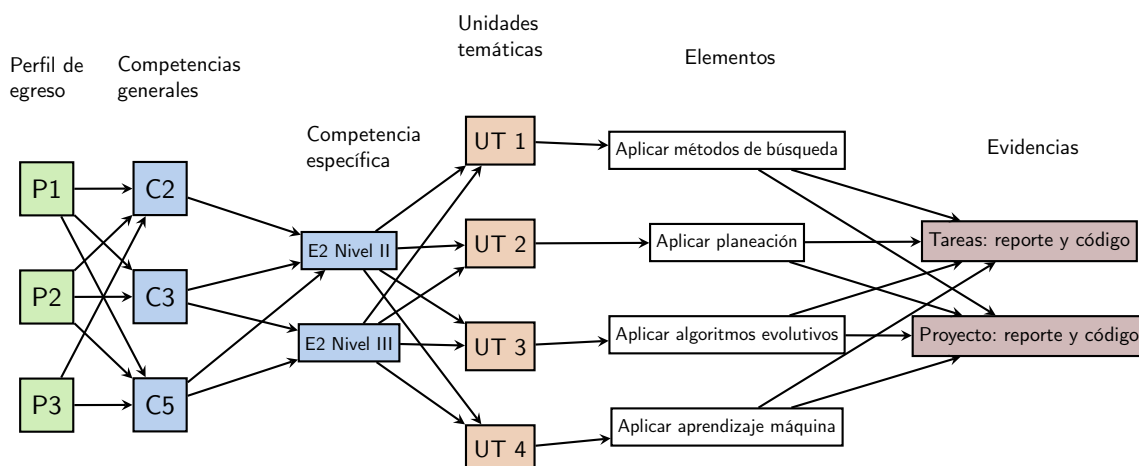 Perfil de
egreso
Competencias
generales
Competencia
específica
Unidades
temáticas
Elementos
Evidencias
P1
P2
P3
C2
C3
C5
E2 Nivel II
E2 Nivel III
UT 1
UT 2
UT 3
UT 4
Aplicar métodos de búsqueda
Aplicar planeación
Aplicar algoritmos evolutivos
Aplicar aprendizaje máquina
Tareas: reporte y código
Proyecto: reporte y código